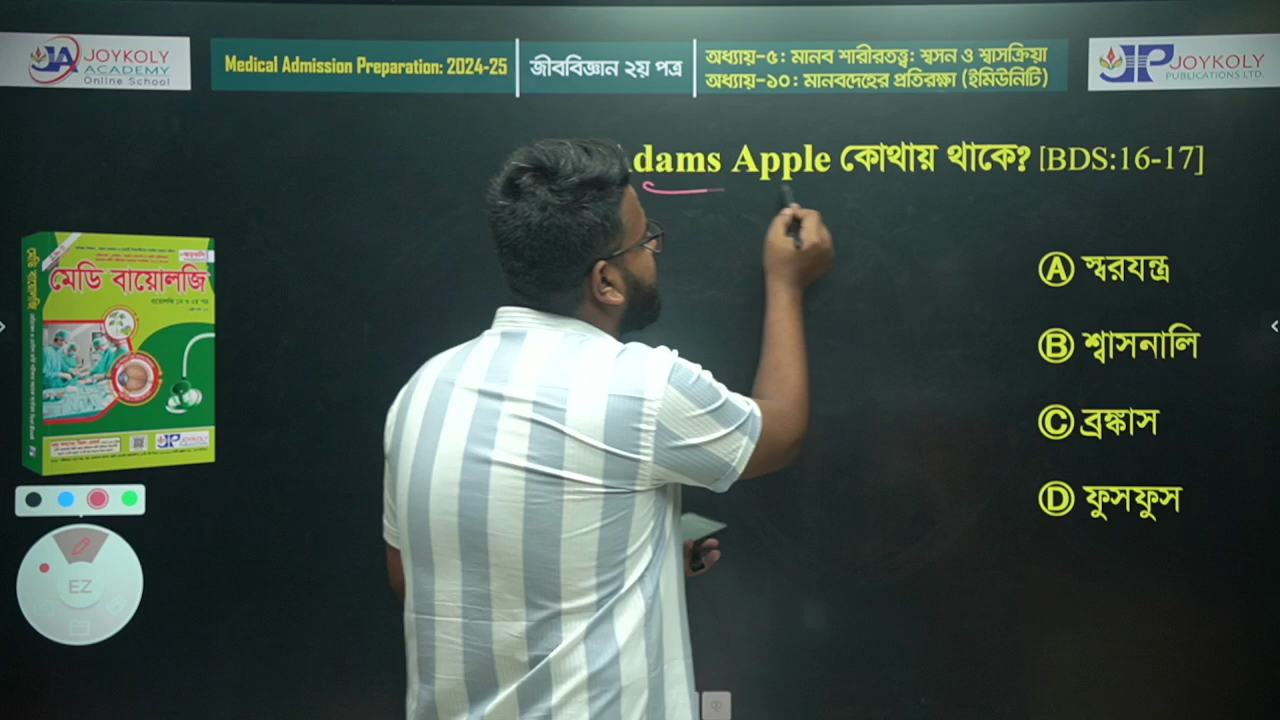 JOYKOLY
ACADEMY
Online School
Medical Admission Preparation: 2024-25
জীববিজ্ঞান ২য় পত্র
অধ্যায়-৫: মানব শারীরতত্ত্ব: শ্বসন ও শ্বাসক্রিয়া
অধ্যায়-১০: মানবদেহের প্রতিরক্ষা (ইমিউনিটি)
JOYKOLY
PUBLICATIONS LTD.
dams Apple কোথায় থাকে? [BDS:16-17]
A স্বরযন্ত্র
B শ্বাসনালি
C ব্রঙ্কাস
D ফুসফুস
মেডি বায়োলজি
EZ